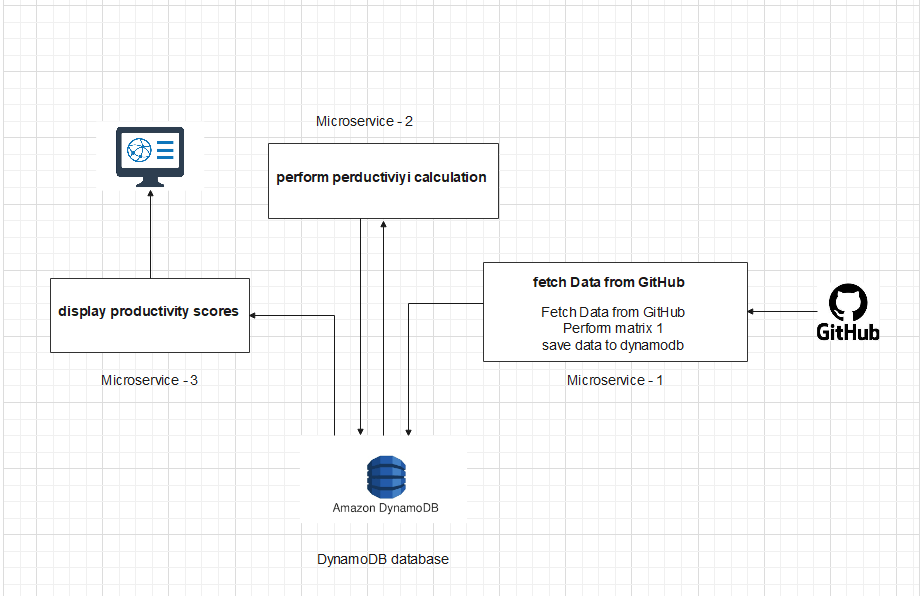 Microservice - 2
perform perductiviyi calculation
fetch Data from GitHub
Fetch Data from GitHub
Perform matrix 1
save data to dynamodb
GitHub
display productivity scores
Microservice - 3
Microservice - 1
Amazon DynamoDB
DynamoDB database